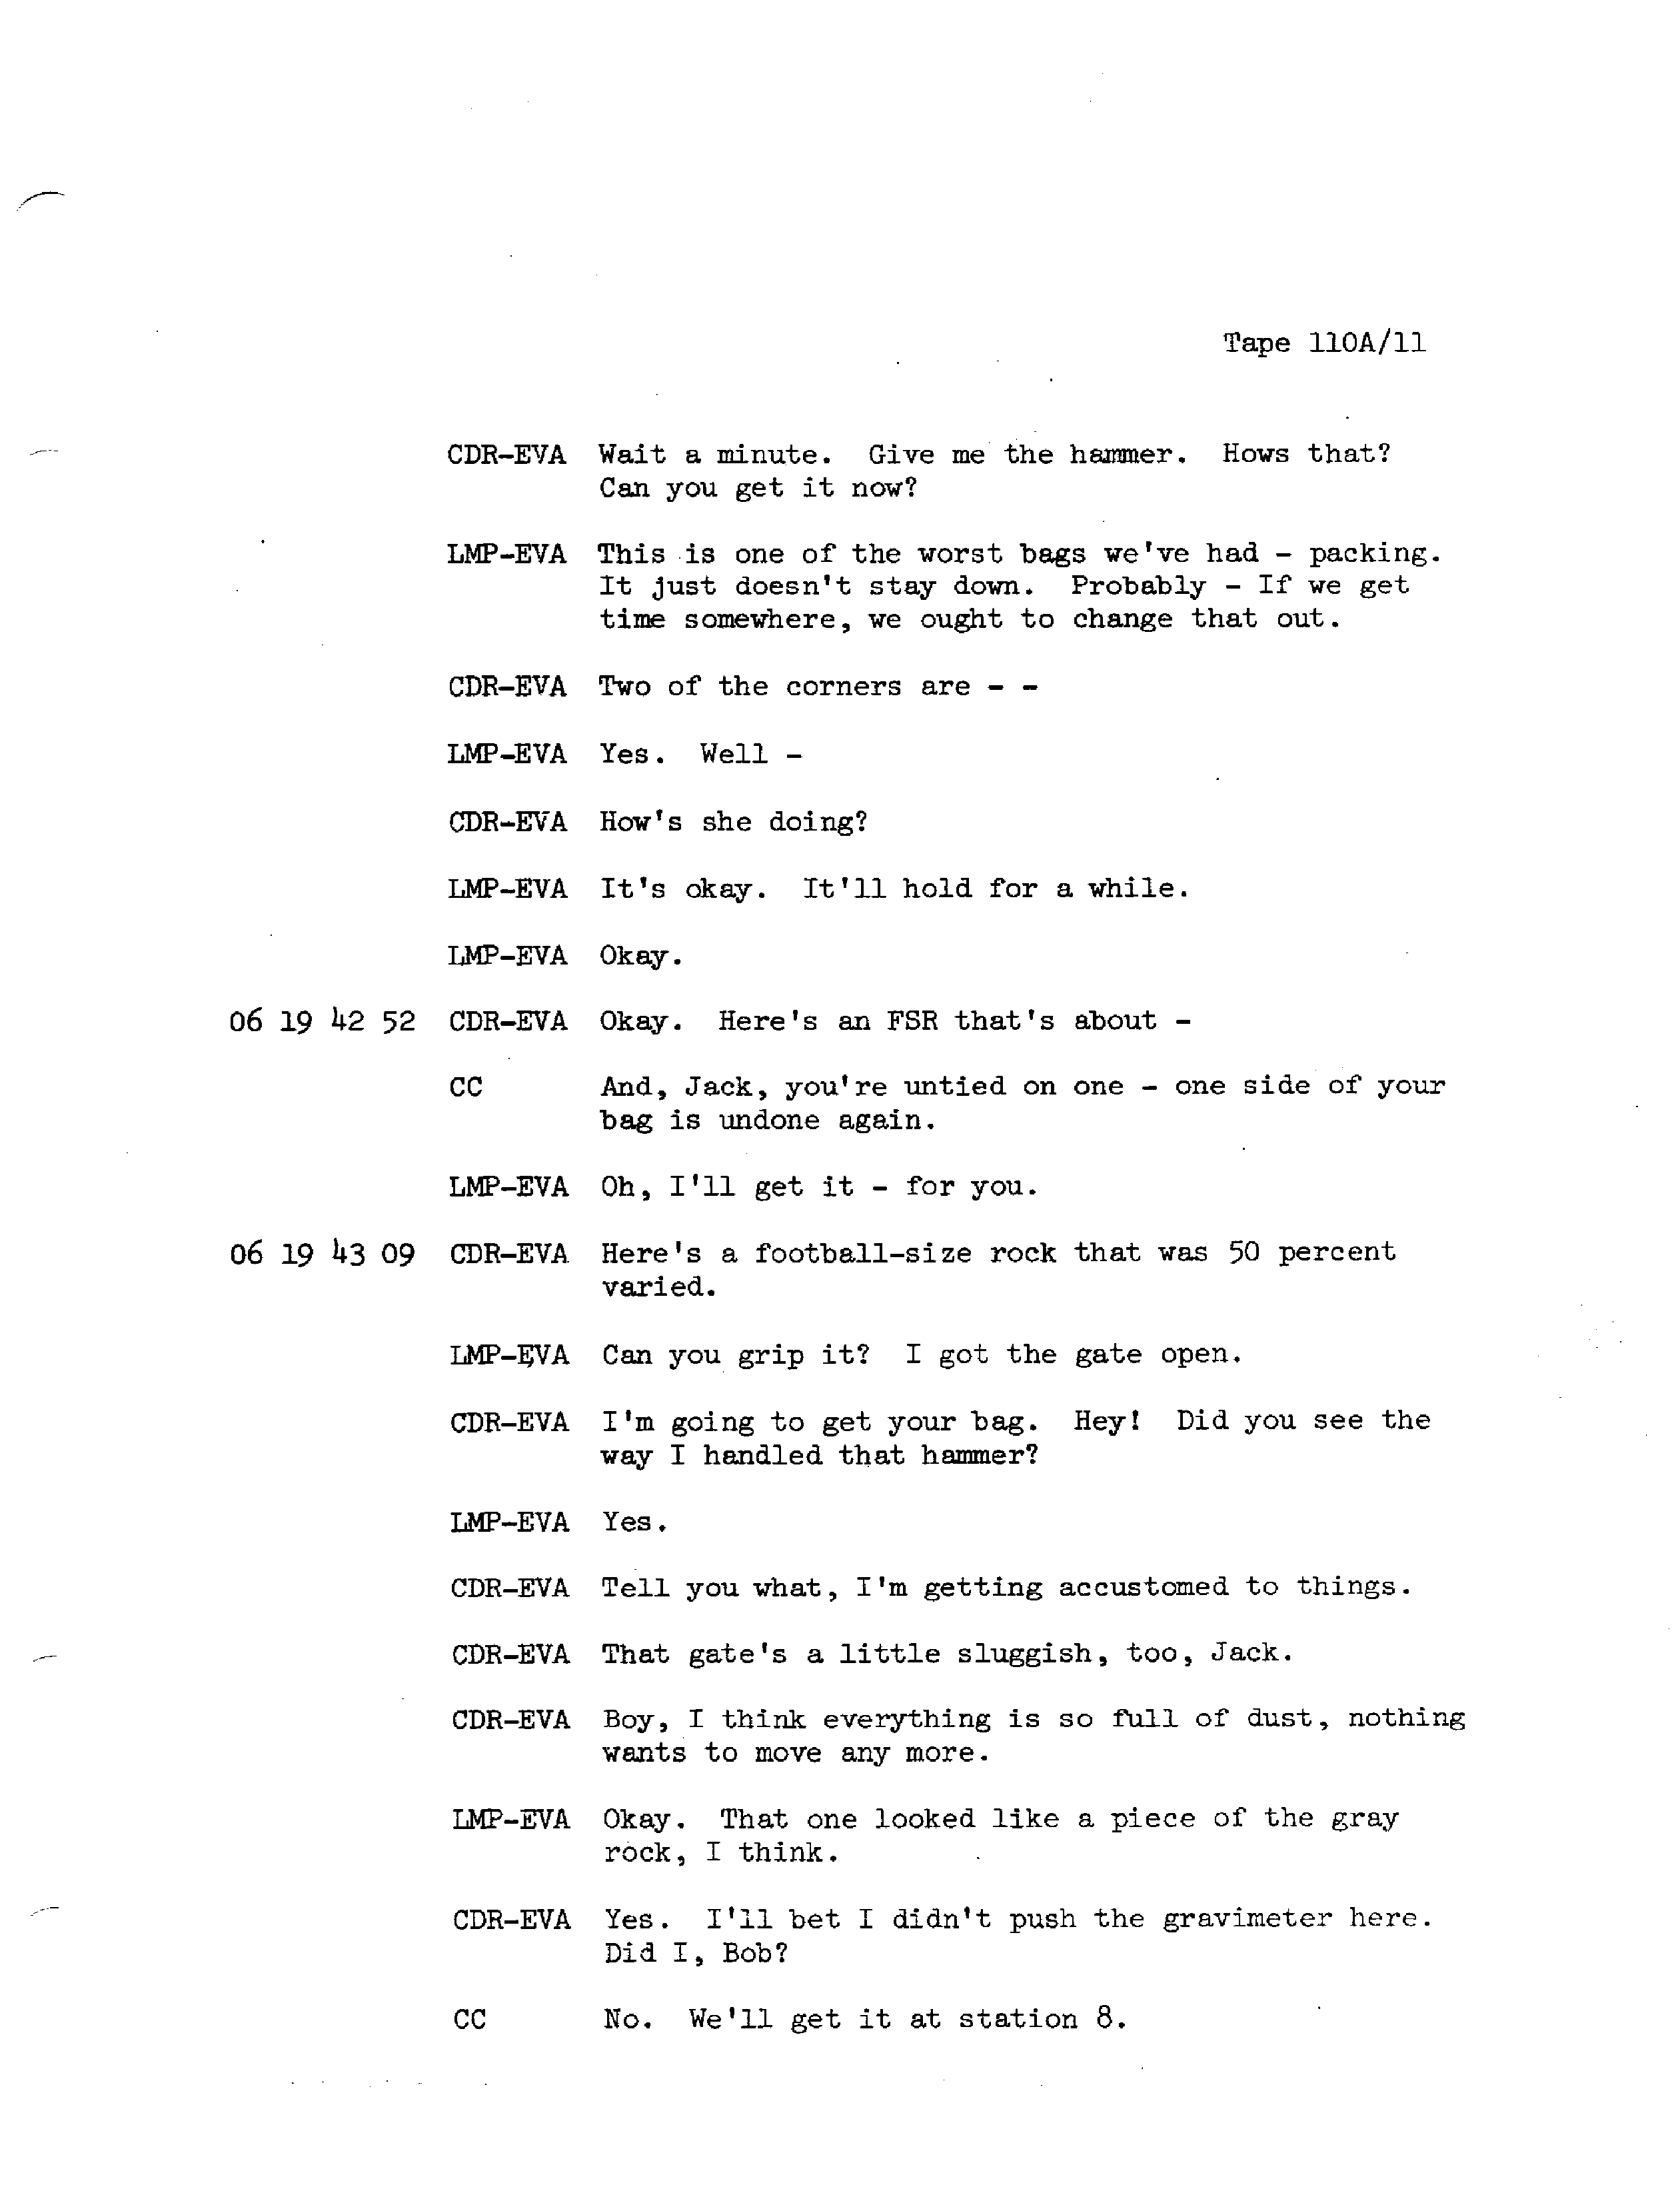 Tape 110A/11
CDR-EVA Wait a minute. Give me the hammer. Hows that?
Can you get it now?
LMP-EVA This is one of the worst bags we've had - packing.
It just doesn't stay down. Probably - If we get
time somewhere, we ought to change that out.
CDR-EVA Two of the corners are - -
LMP-EVA Yes. Well -
CDR-EVA How's she doing?
LMP-EVA It's okay. It'll hold for a while.
LMP-EVA Okay.
06 19 42 52 CDR-EVA Okay. Here's an FSR that's about -
CC And, Jack, you're untied on one - one side of your
bag is undone again.
LMP-EVA Oh, I'll get it - for you.
06 19 43 09 CDR-EVA Here's a football-size rock that was 50 percent
varied.
LMP-EVA Can you grip it? I got the gate open.
CDR-EVA I'm going to get your bag. Hey! Did you see the
way I handled that hammer?
LMP-EVA Yes.
CDR-EVA Tell you what, I'm getting accustomed to things.
CDR-EVA That gate's a little sluggish, too, Jack.
CDR-EVA Boy, I think everything is so full of dust, nothing
wants to move any more.
LMP-EVA Okay. That one looked like a piece of the gray
rock, I think.
CDR-EVA Yes. I'll bet I didn't push the gravimeter here.
Did I, Bob?
CC No. We'll get it at station 8.